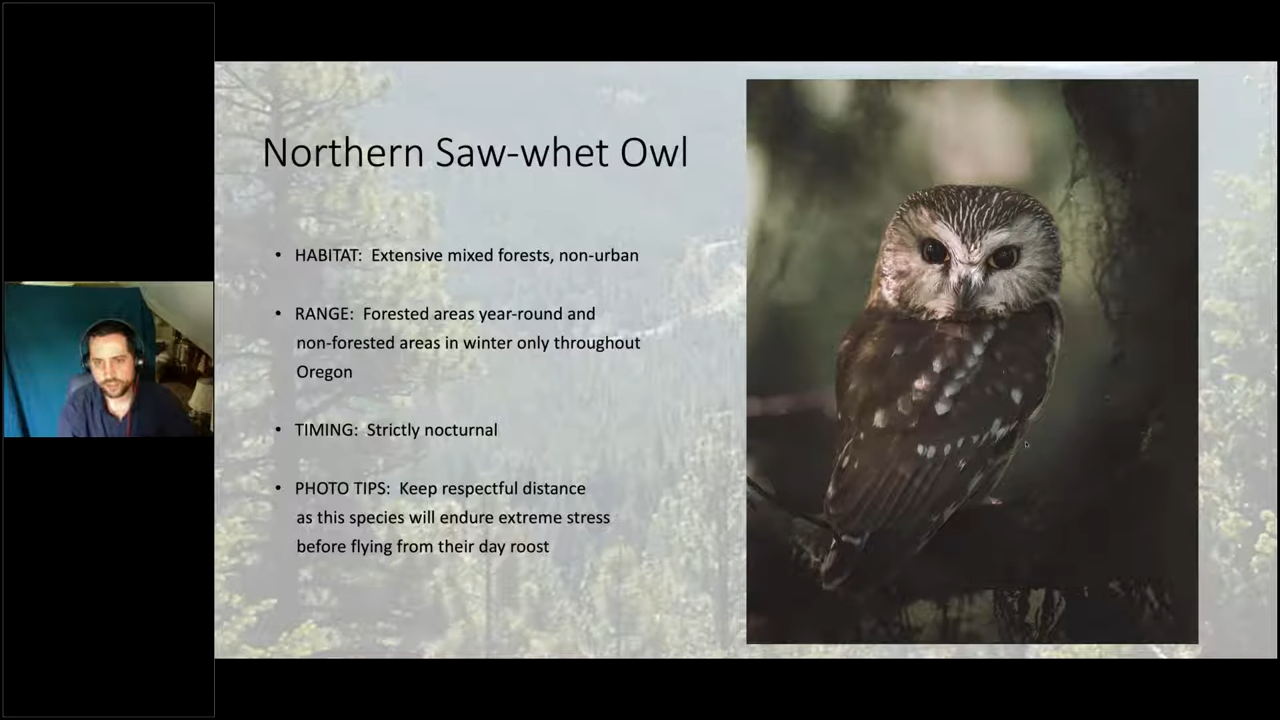 Northern Saw-whet Owl
• HABITAT: Extensive mixed forests, non-urban
• RANGE: Forested areas year-round and
non-forested areas in winter only throughout
Oregon
• TIMING: Strictly nocturnal
• PHOTO TIPS: Keep respectful distance
as this species will endure extreme stress
before flying from their day roost